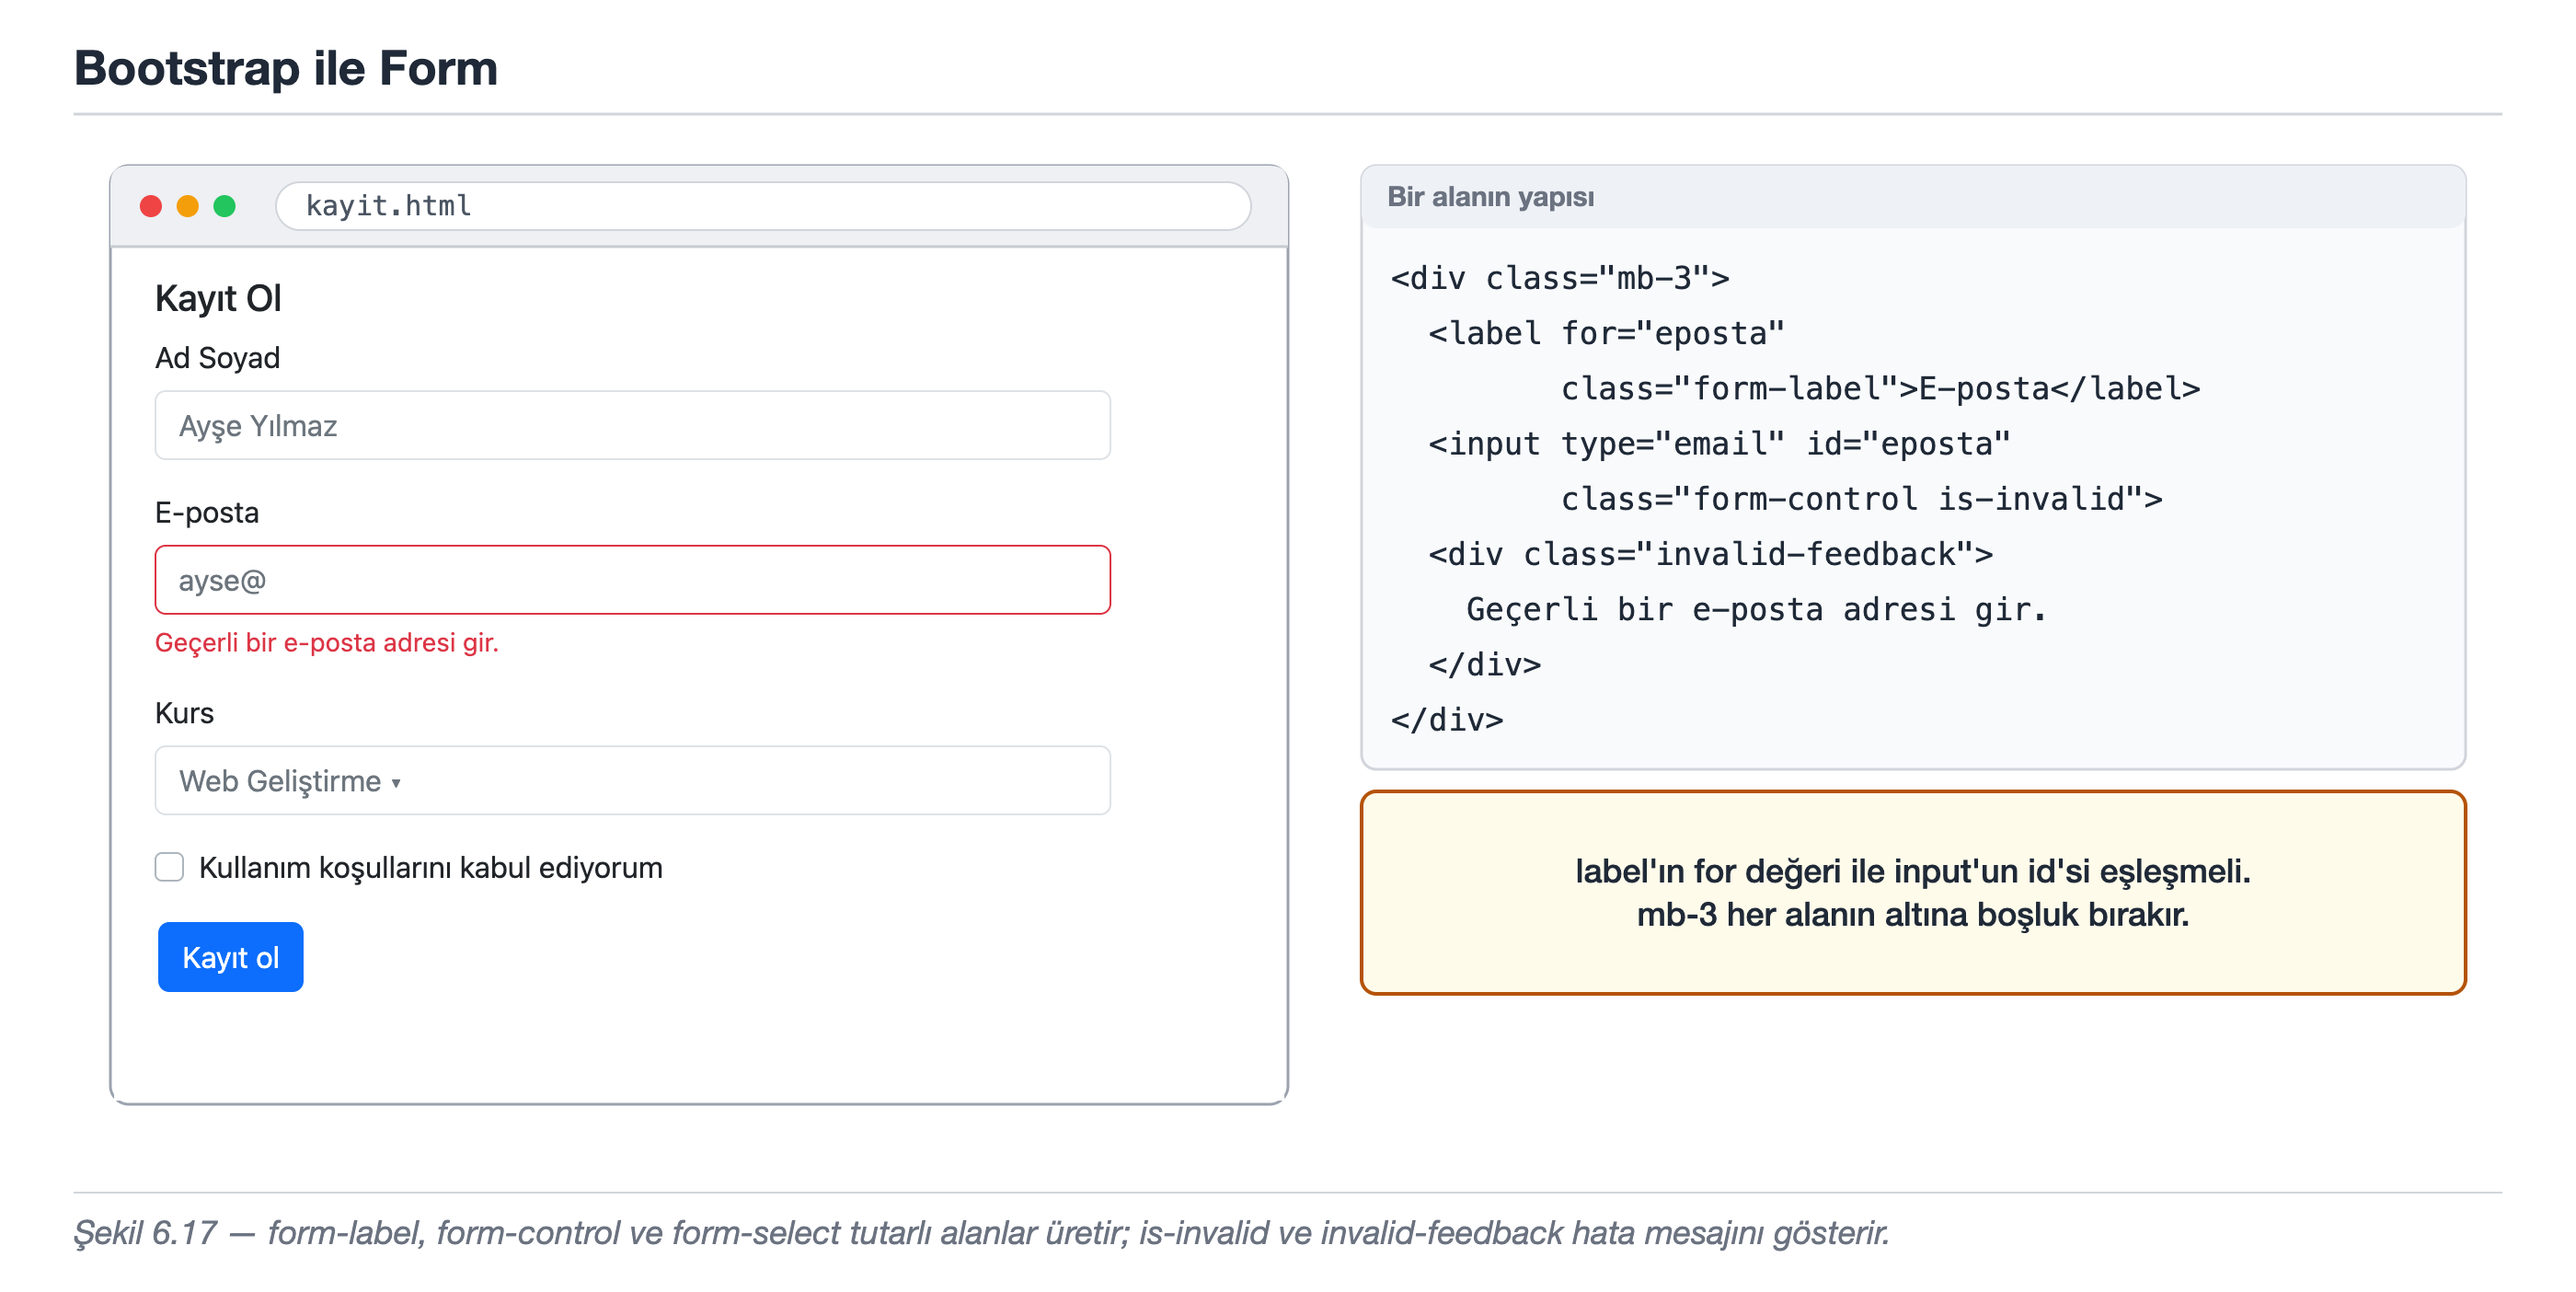 Bootstrap ile Form
kayit.html
Kayıt Ol
Ad Soyad
Ayşe Yılmaz
E-posta
ayse@
Geçerli bir e-posta adresi gir.
Kurs
Web Geliştirme ▾
Kullanım koşullarını kabul ediyorum
Kayıt ol
Bir alanın yapısı
<div class="mb-3">
  <label for="eposta"
         class="form-label">E-posta</label>
  <input type="email" id="eposta"
         class="form-control is-invalid">
  <div class="invalid-feedback">
    Geçerli bir e-posta adresi gir.
  </div>
</div>
label'ın for değeri ile input'un id'si eşleşmeli.
mb-3 her alanın altına boşluk bırakır.
Şekil 6.17 — form-label, form-control ve form-select tutarlı alanlar üretir; is-invalid ve invalid-feedback hata mesajını gösterir.